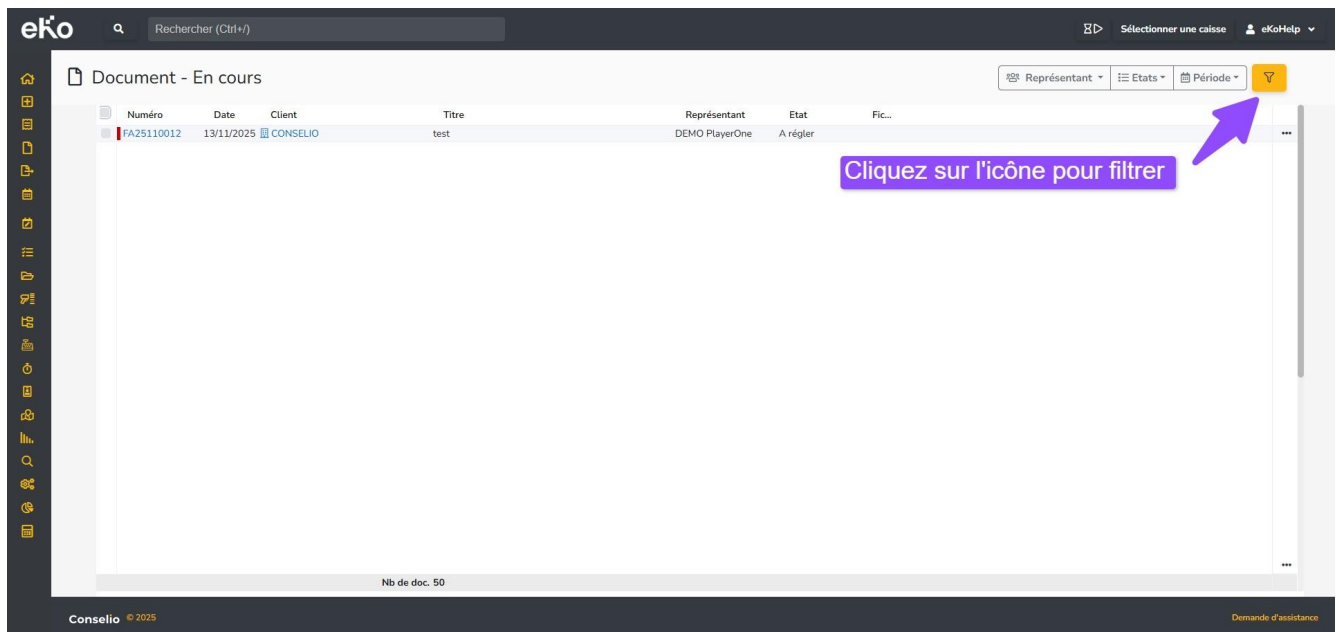 eKo
Rechercher (Ctrl+/)
Sélectionner une caisse
eKoHelp
Document - En cours
Représentant
Etats
Période
Numéro Date Client Titre Représentant Etat Fic...
FA25110012 13/11/2025 CONSELIO test DEMO PlayerOne A régler
Cliquez sur l'icône pour filtrer
Nb de doc. 50
Conselio © 2025
Demande d'assistance